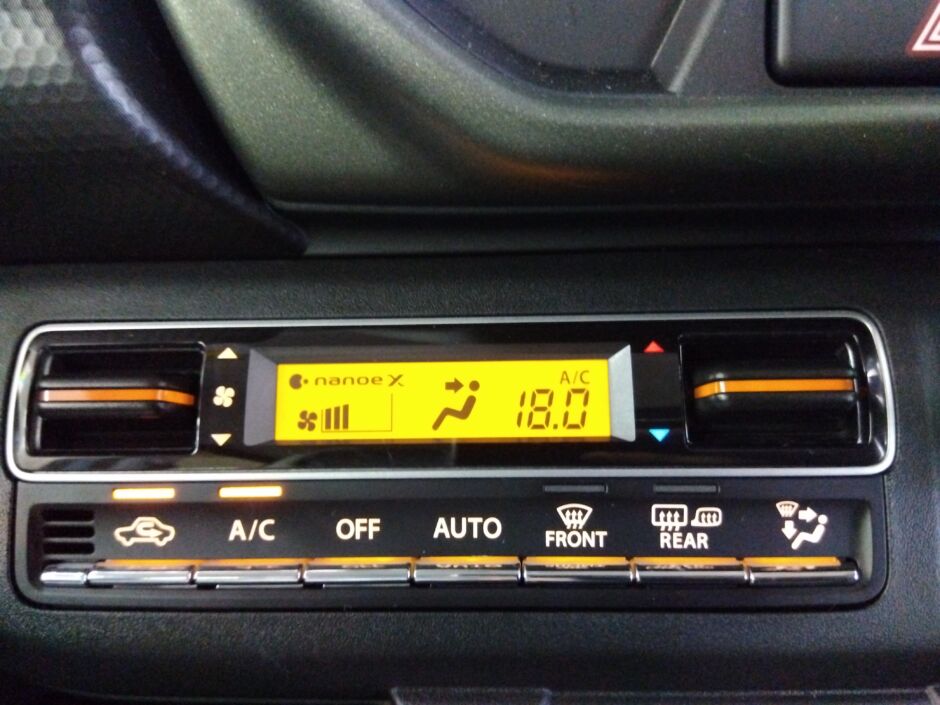 nanoe X
A/C
18.0
A/C
OFF
AUTO
FRONT
REAR